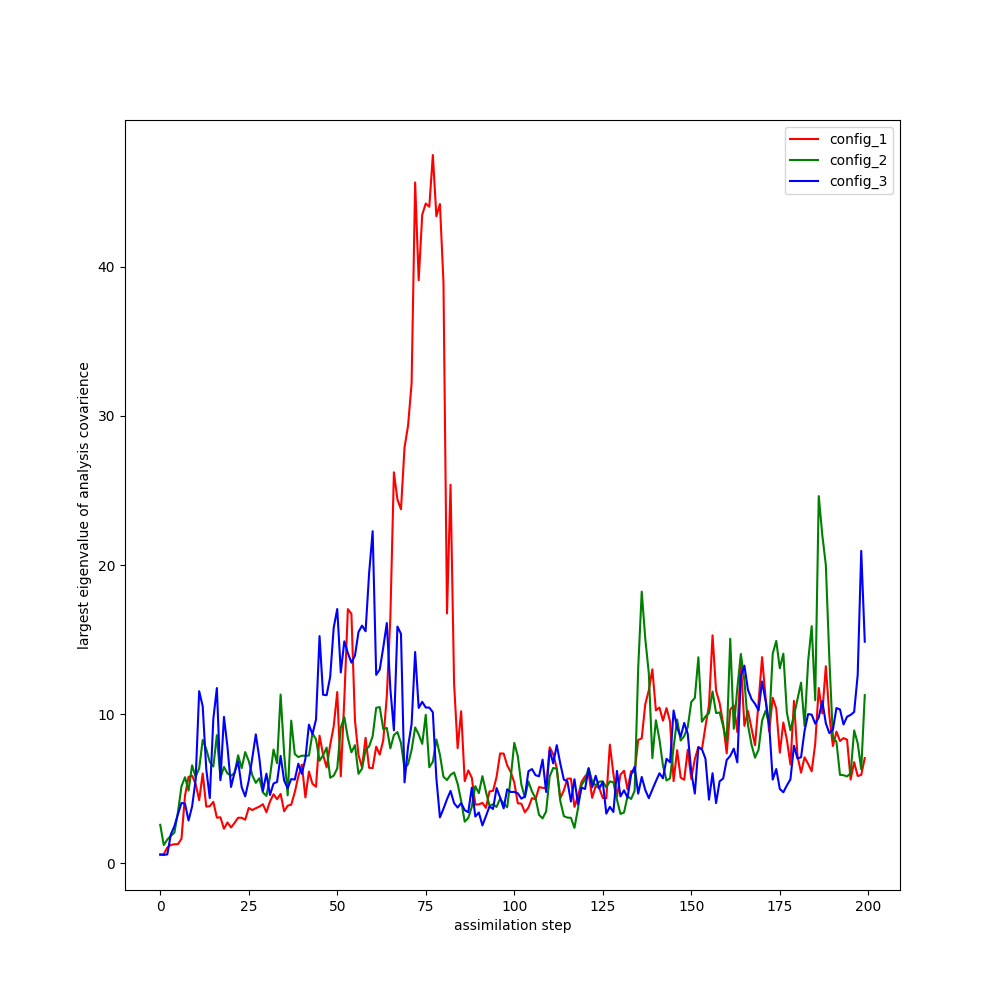 config_1
config_2
config_3
40
30
20
10
0
largest eigenvalue of analysis covarience
0 25 50 75 100 125 150 175 200
assimilation step